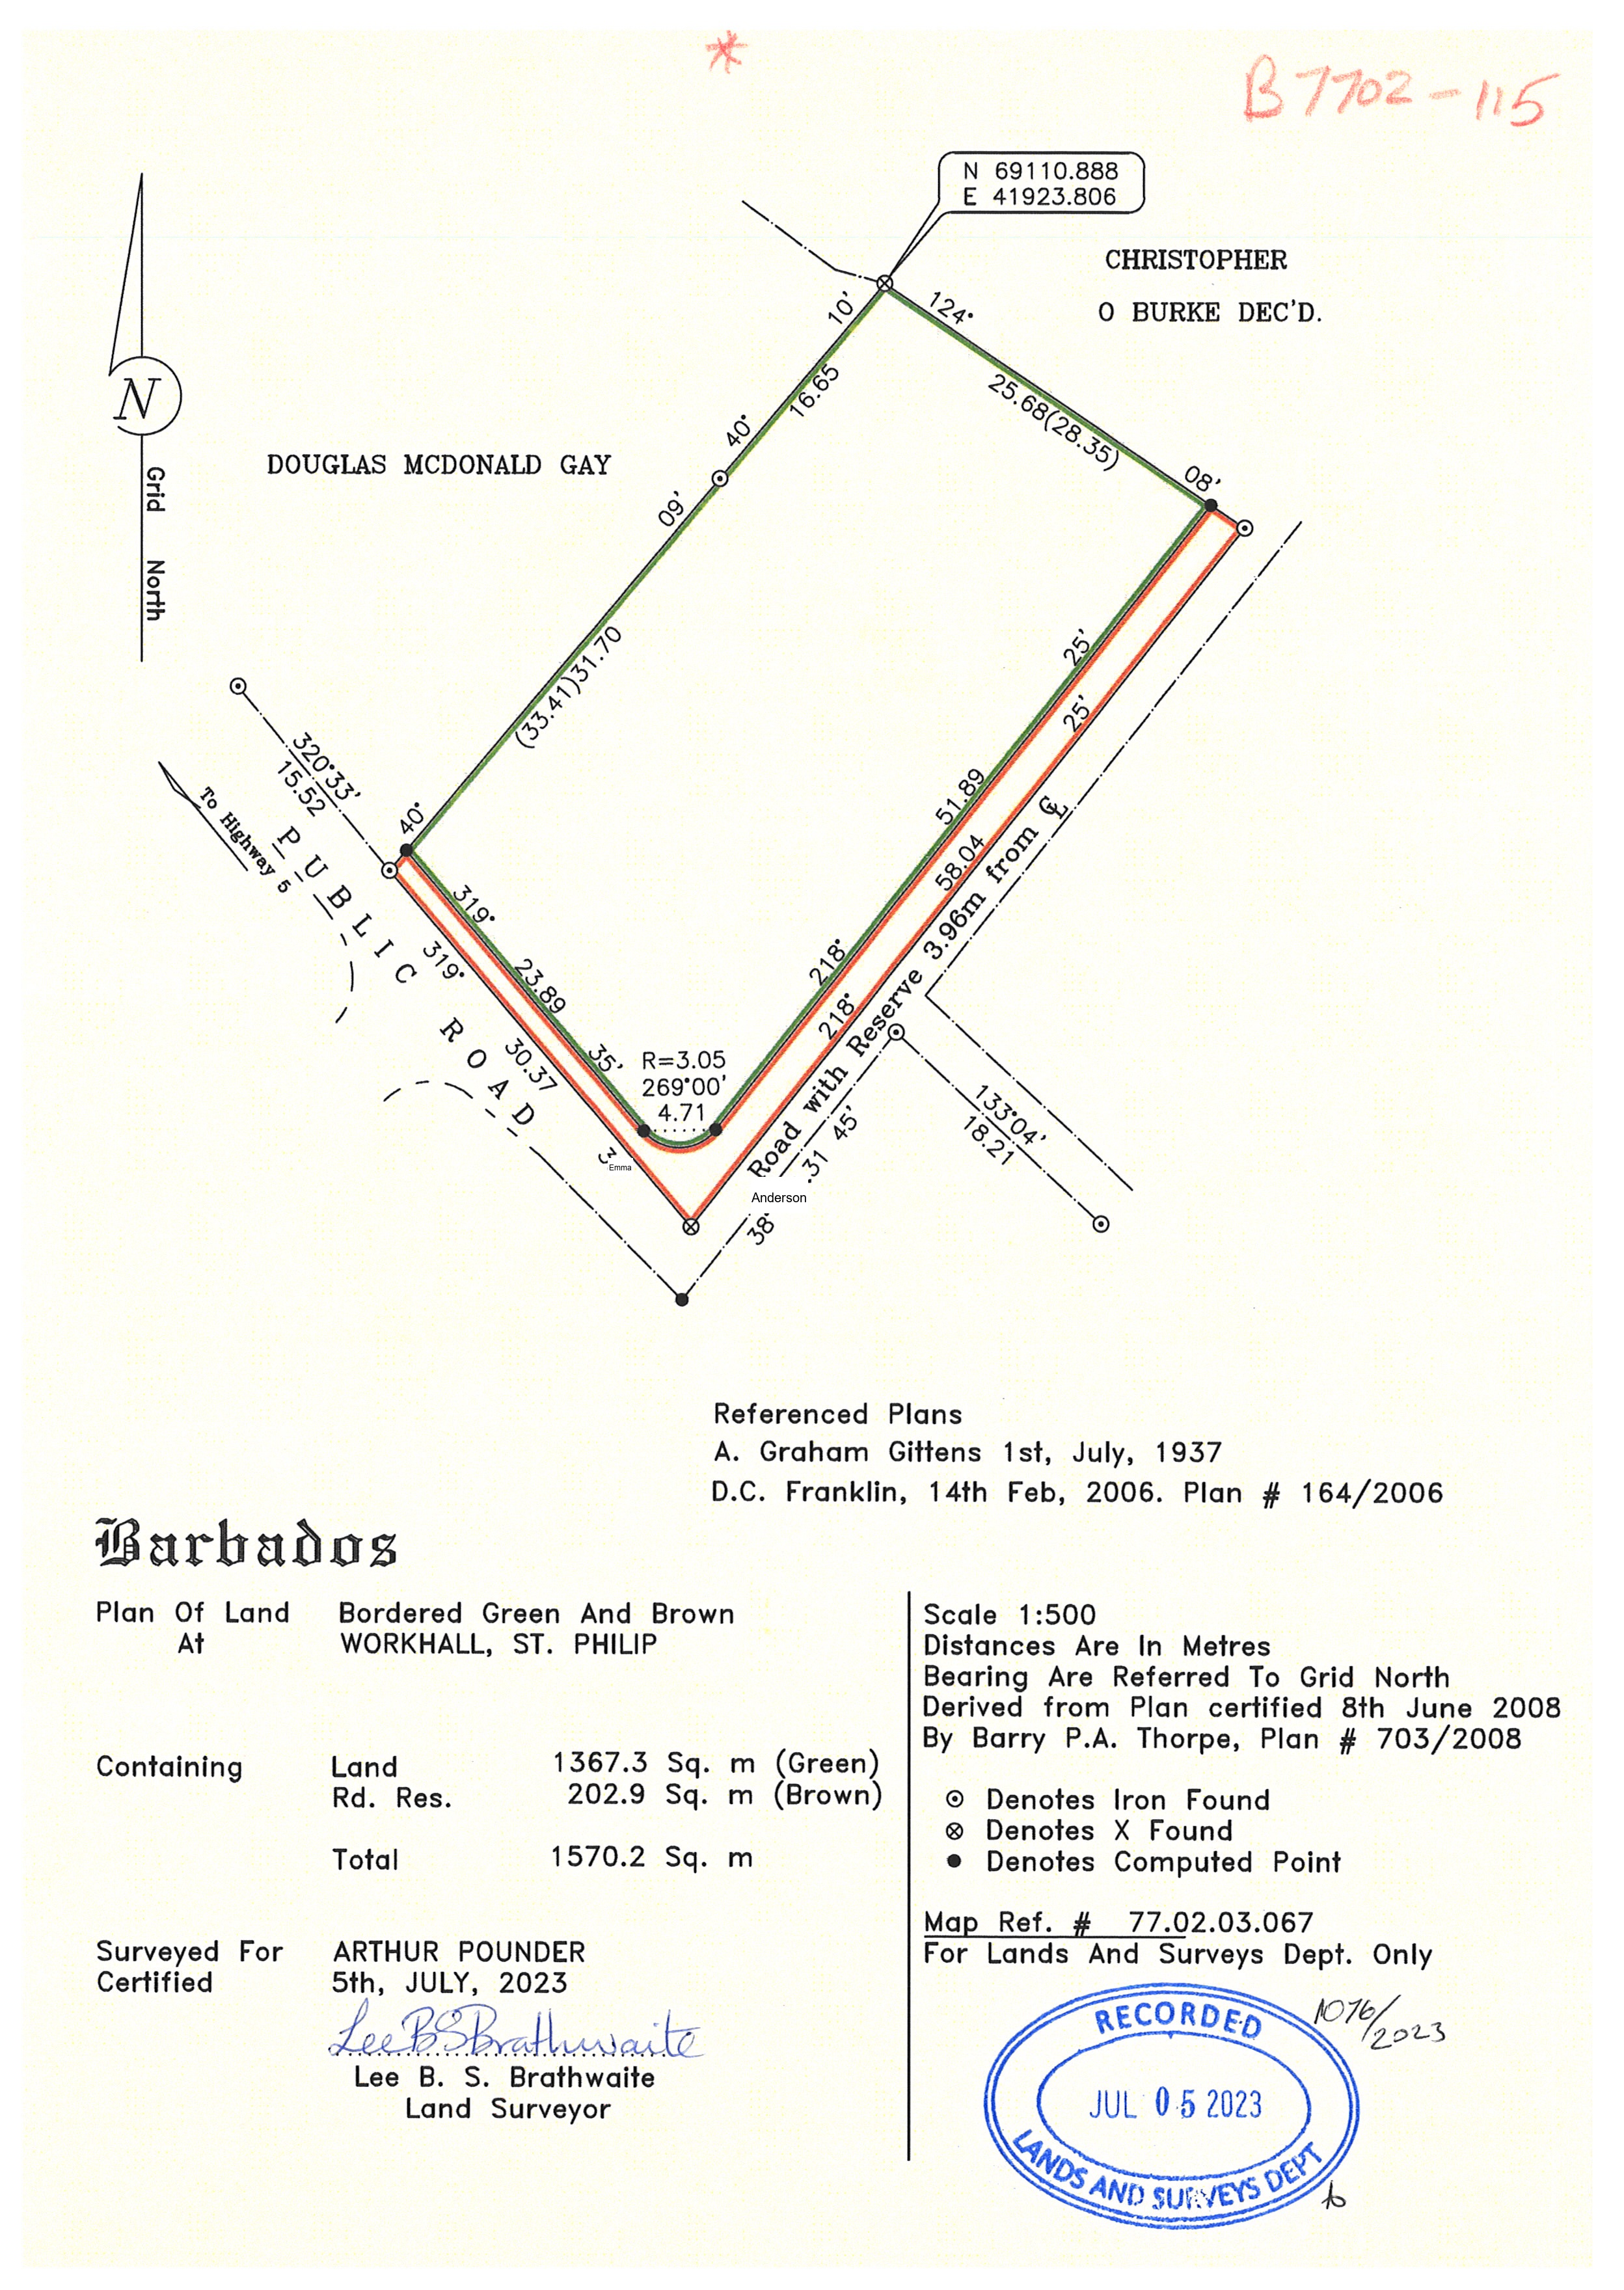 B7702-115
N 69110.888
E 41923.806
CHRISTOPHER
O BURKE DEC'D.
10'
124°
16.65
25.68(28.35)
40°
08'
N
Grid North
DOUGLAS MCDONALD GAY
09'
25'
25'
(33.41)31.70
320°33'
15.52
To Highway 5
PUBLIC
ROAD
40°
51.89
58.04
319°
319°
23.89
30.37
35'
218°
218°
Road with Reserve 3.96m from ℄
R=3.05
269°00'
4.71
133°04'
18.21
45'
.31
38°
3
Emma
Anderson
Referenced Plans
A. Graham Gittens 1st, July, 1937
D.C. Franklin, 14th Feb, 2006. Plan # 164/2006
Barbados
Plan Of Land Bordered Green And Brown
At WORKHALL, ST. PHILIP
Containing Land 1367.3 Sq. m (Green)
Rd. Res. 202.9 Sq. m (Brown)
Total 1570.2 Sq. m
Surveyed For ARTHUR POUNDER
Certified 5th, JULY, 2023
Lee B S Brathwaite
Lee B. S. Brathwaite
Land Surveyor
Scale 1:500
Distances Are In Metres
Bearing Are Referred To Grid North
Derived from Plan certified 8th June 2008
By Barry P.A. Thorpe, Plan # 703/2008
Denotes Iron Found
Denotes X Found
Denotes Computed Point
Map Ref. # 77.02.03.067
For Lands And Surveys Dept. Only
RECORDED
1076/2023
JUL 05 2023
LANDS AND SURVEYS DEPT